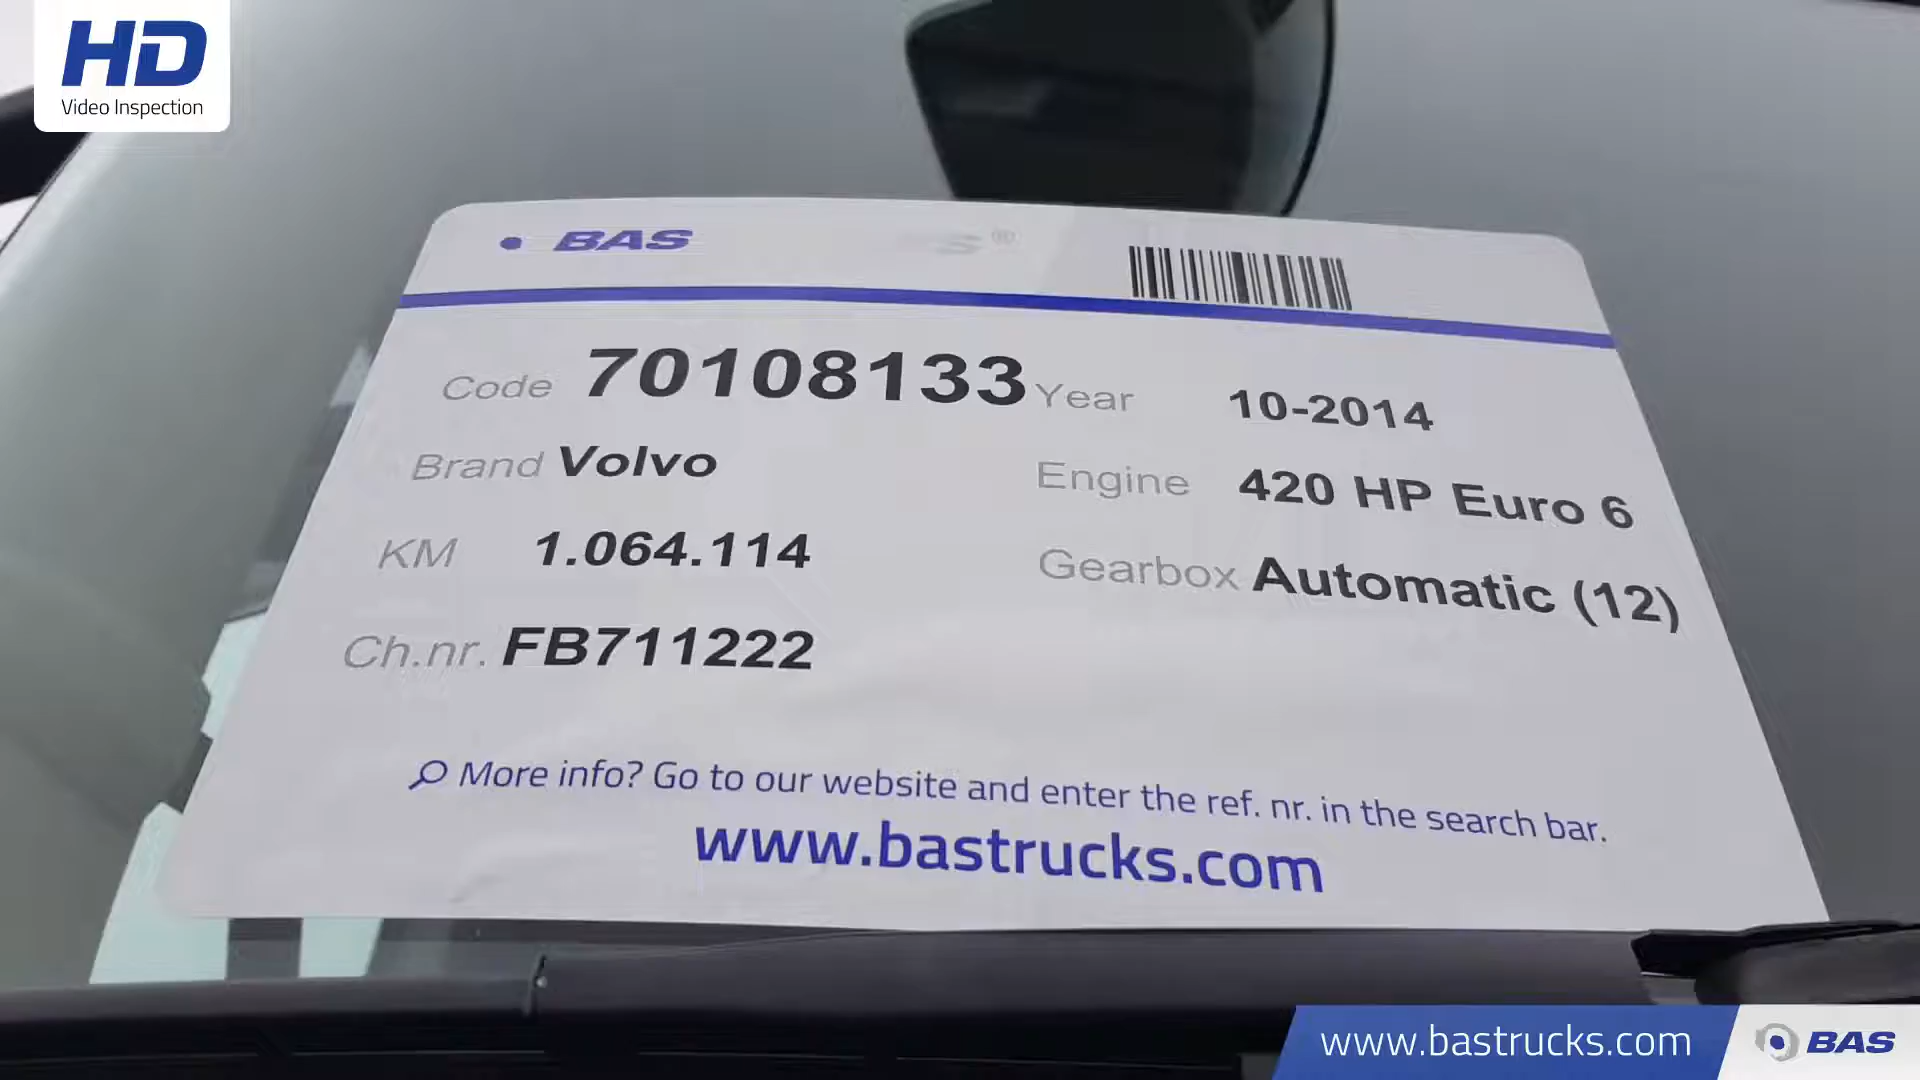 HD
Video Inspection
BAS
®
Code 70108133 Year 10-2014
Brand Volvo Engine 420 HP Euro 6
KM 1.064.114 Gearbox Automatic (12)
Ch.nr. FB711222
More info? Go to our website and enter the ref. nr. in the search bar.
www.bastrucks.com
www.bastrucks.com
BAS